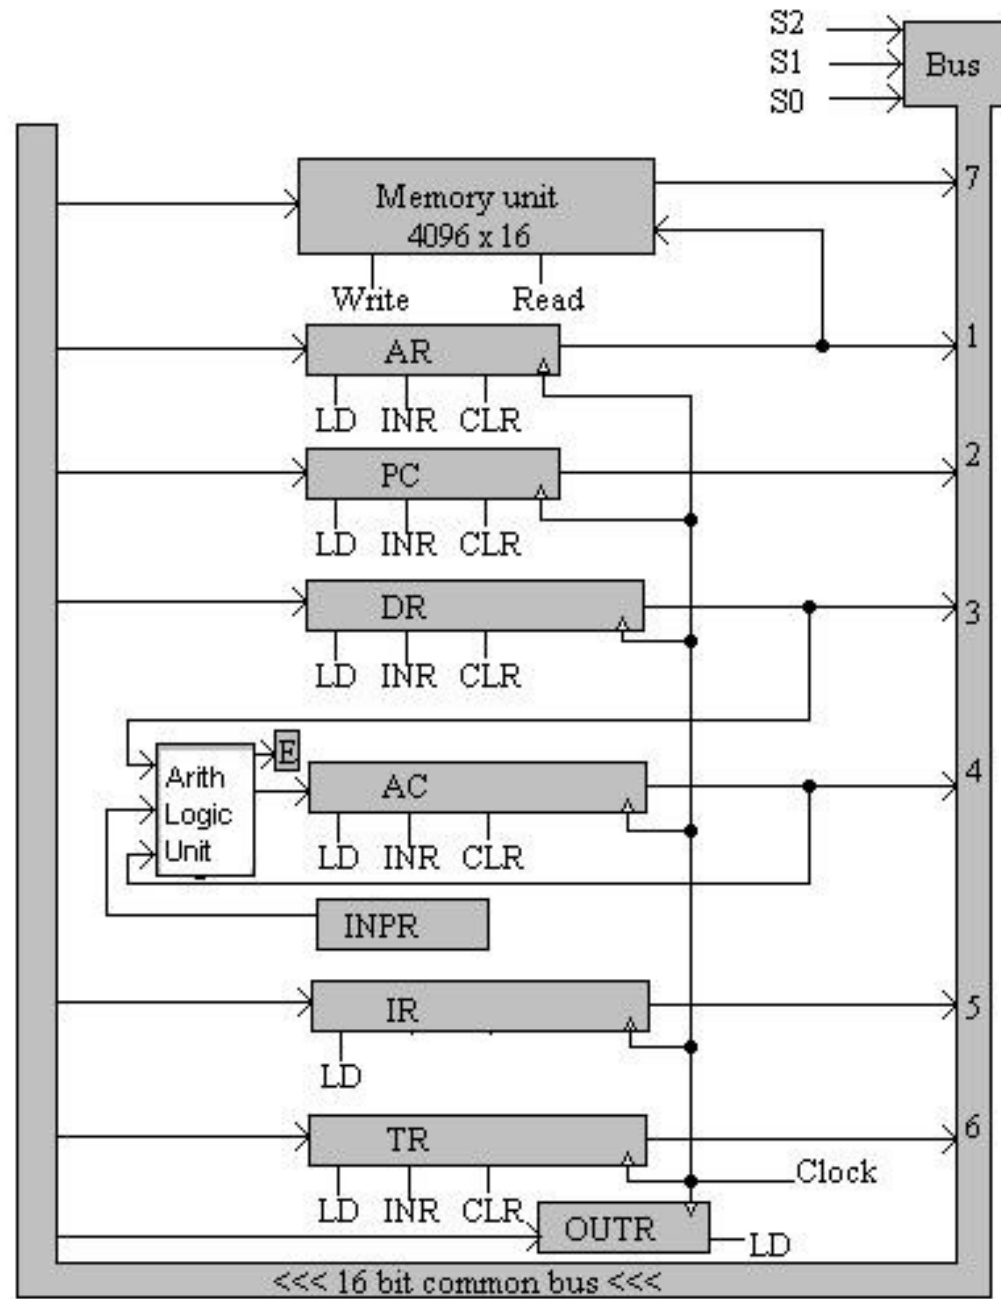 S2
S1
S0
Bus
7
Memory unit
4096 x 16
Write Read
AR
1
LD INR CLR
PC
2
LD INR CLR
DR
3
LD INR CLR
E
Arith
Logic
Unit
AC
4
LD INR CLR
INPR
IR
5
LD
TR
6
Clock
LD INR CLR
OUTR
LD
<<< 16 bit common bus <<<